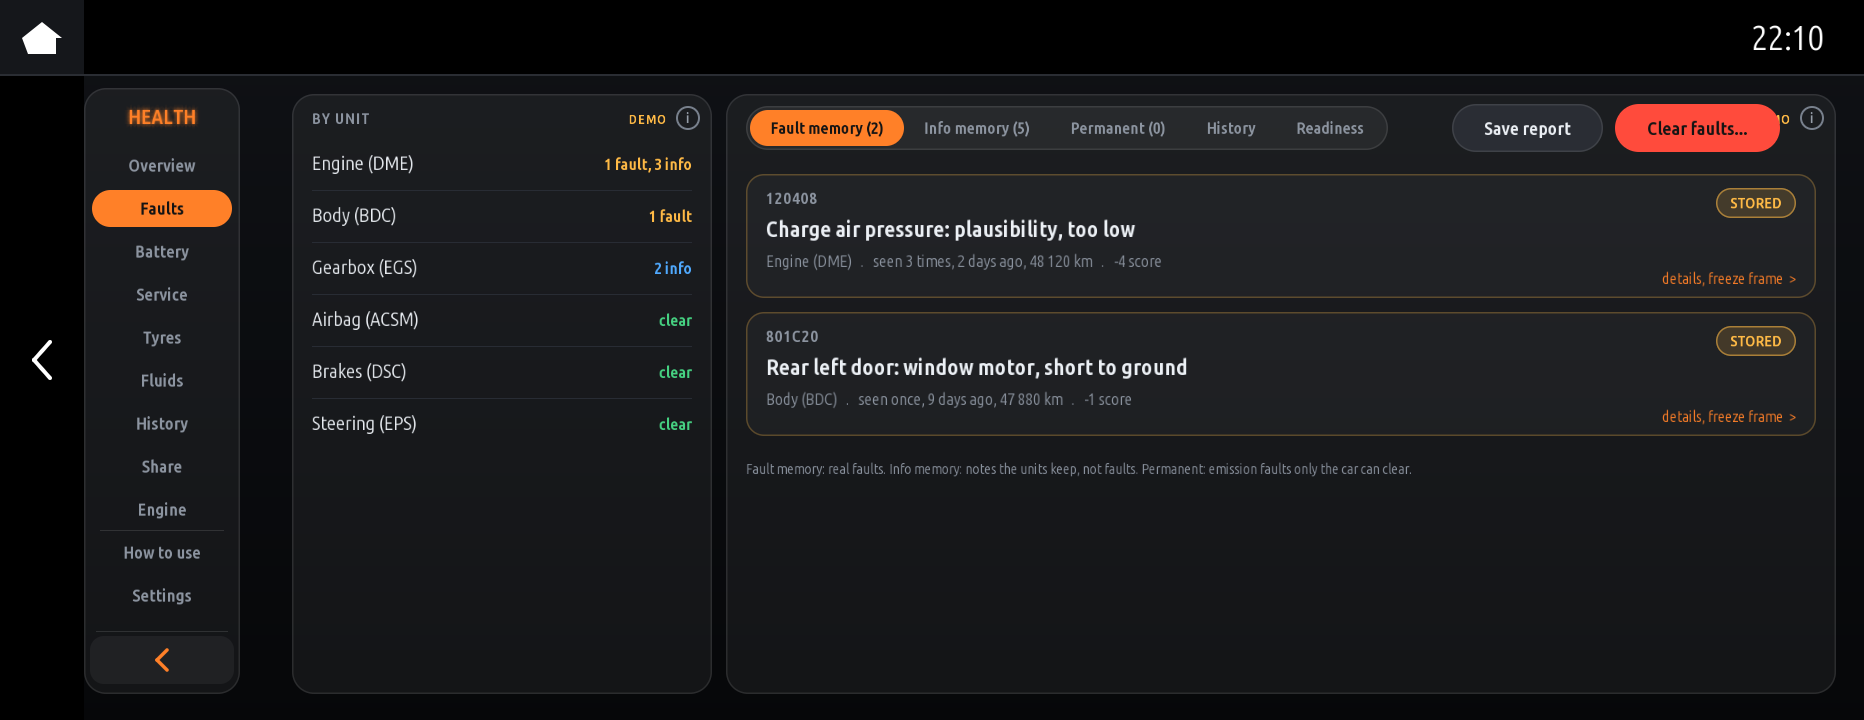 22:10
HEALTH
Overview
Faults
Battery
Service
Tyres
Fluids
History
Share
Engine
How to use
Settings
BY UNIT DEMO i
Engine (DME) 1 fault, 3 info
Body (BDC) 1 fault
Gearbox (EGS) 2 info
Airbag (ACSM) clear
Brakes (DSC) clear
Steering (EPS) clear
Fault memory (2) Info memory (5) Permanent (0) History Readiness Save report Clear faults... i
120408 STORED
Charge air pressure: plausibility, too low
Engine (DME) . seen 3 times, 2 days ago, 48 120 km . -4 score
details, freeze frame >
801C20 STORED
Rear left door: window motor, short to ground
Body (BDC) . seen once, 9 days ago, 47 880 km . -1 score
details, freeze frame >
Fault memory: real faults. Info memory: notes the units keep, not faults. Permanent: emission faults only the car can clear.